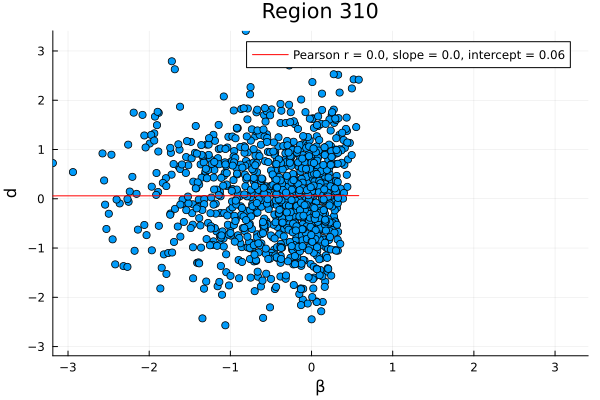 Region 310
Pearson r = 0.0, slope = 0.0, intercept = 0.06
3
2
1
0
−1
−2
−3
d
−3 −2 −1 0 1 2 3
β